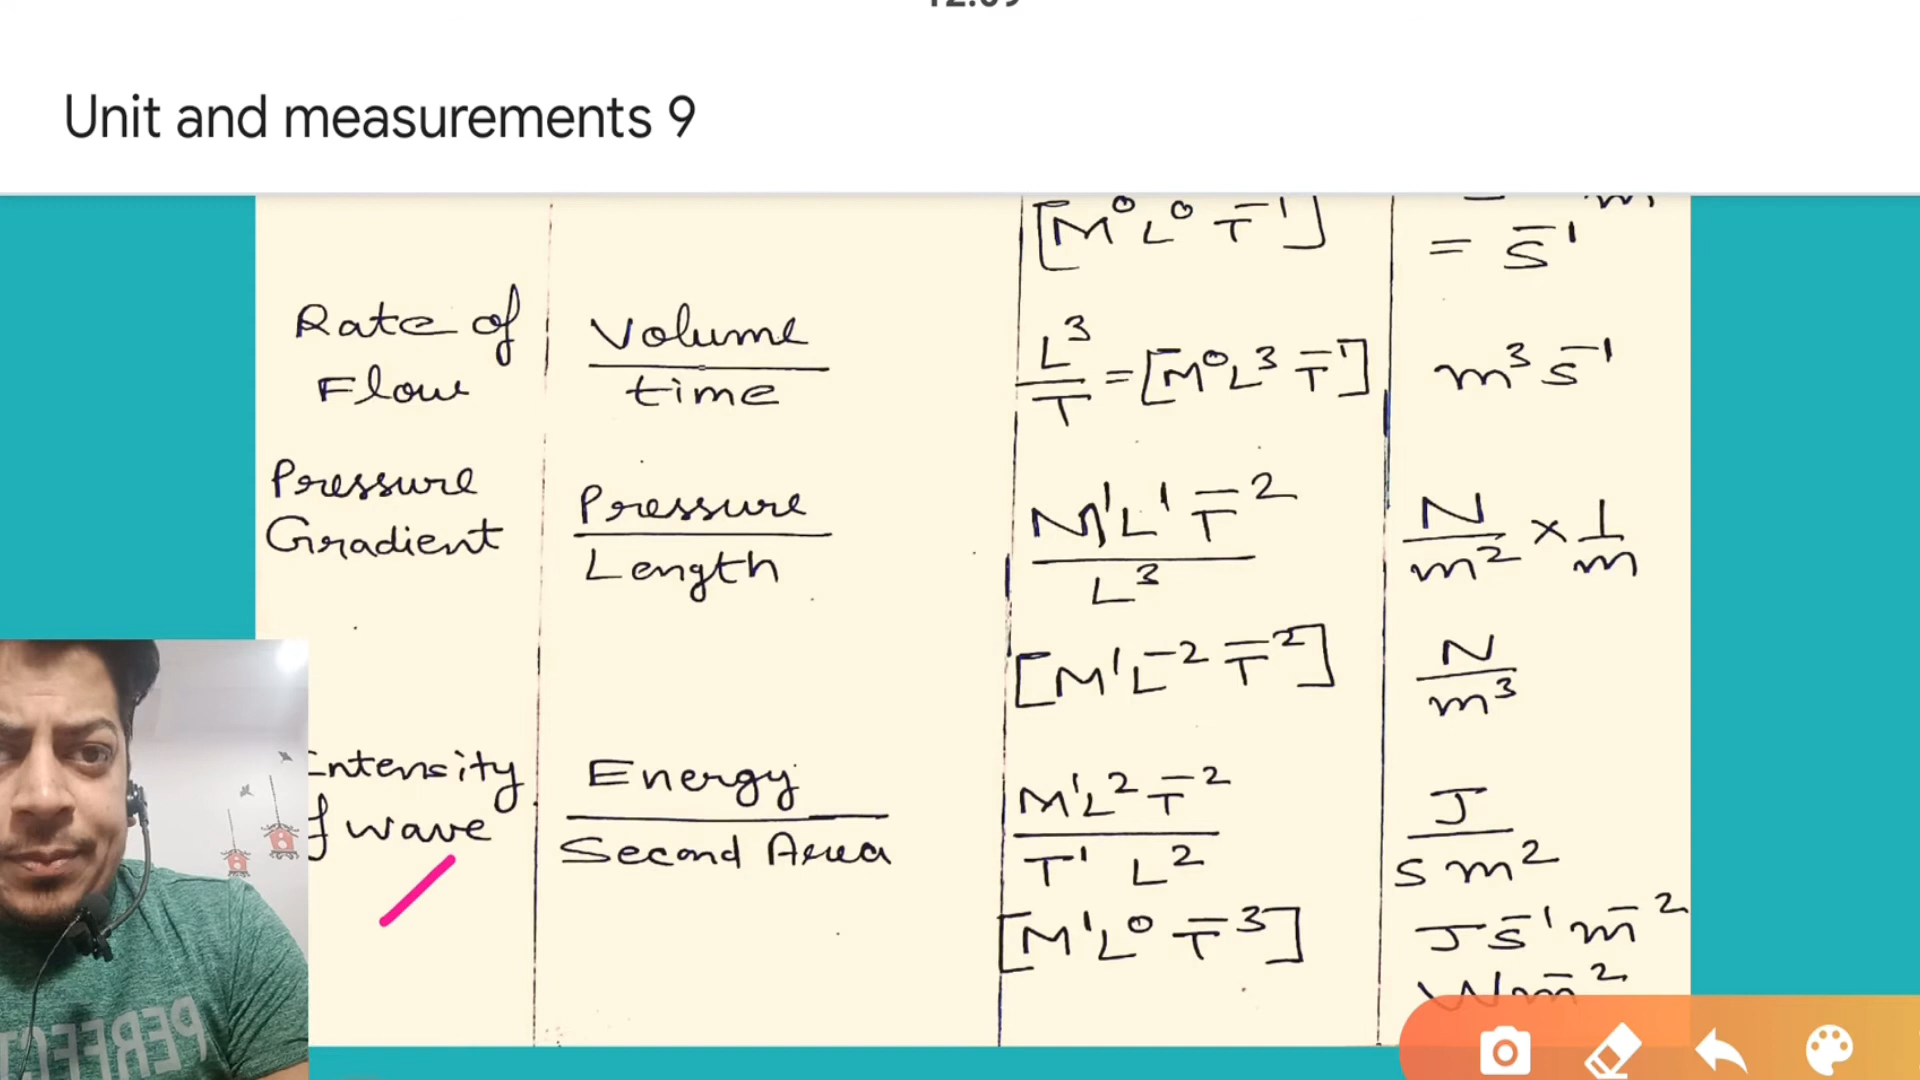 Unit and measurements 9
[M⁰L⁰T⁻¹]
= S⁻¹
Rate of Flow
Volume / time
L³/T = [M⁰L³T⁻¹]
m³ S⁻¹
Pressure Gradient
Pressure / Length
M¹L¹T⁻² / L³
N/m² × 1/m
[M¹L⁻²T⁻²]
N/m³
Intensity of wave
Energy / Second Area
M¹L²T⁻² / T¹ L²
J / S m²
[M¹L⁰T⁻³]
J S⁻¹ m⁻²
W m⁻²